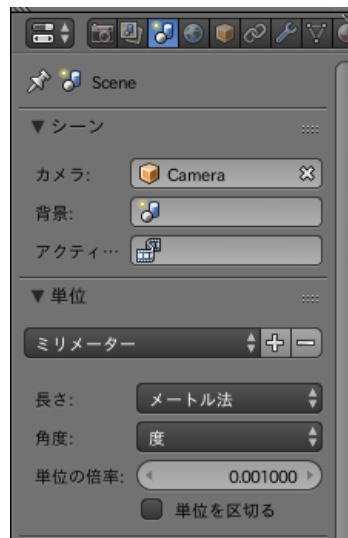 Scene
シーン
カメラ: Camera
背景:
アクティ…
単位
ミリメーター
長さ: メートル法
角度: 度
単位の倍率: 0.001000
単位を区切る